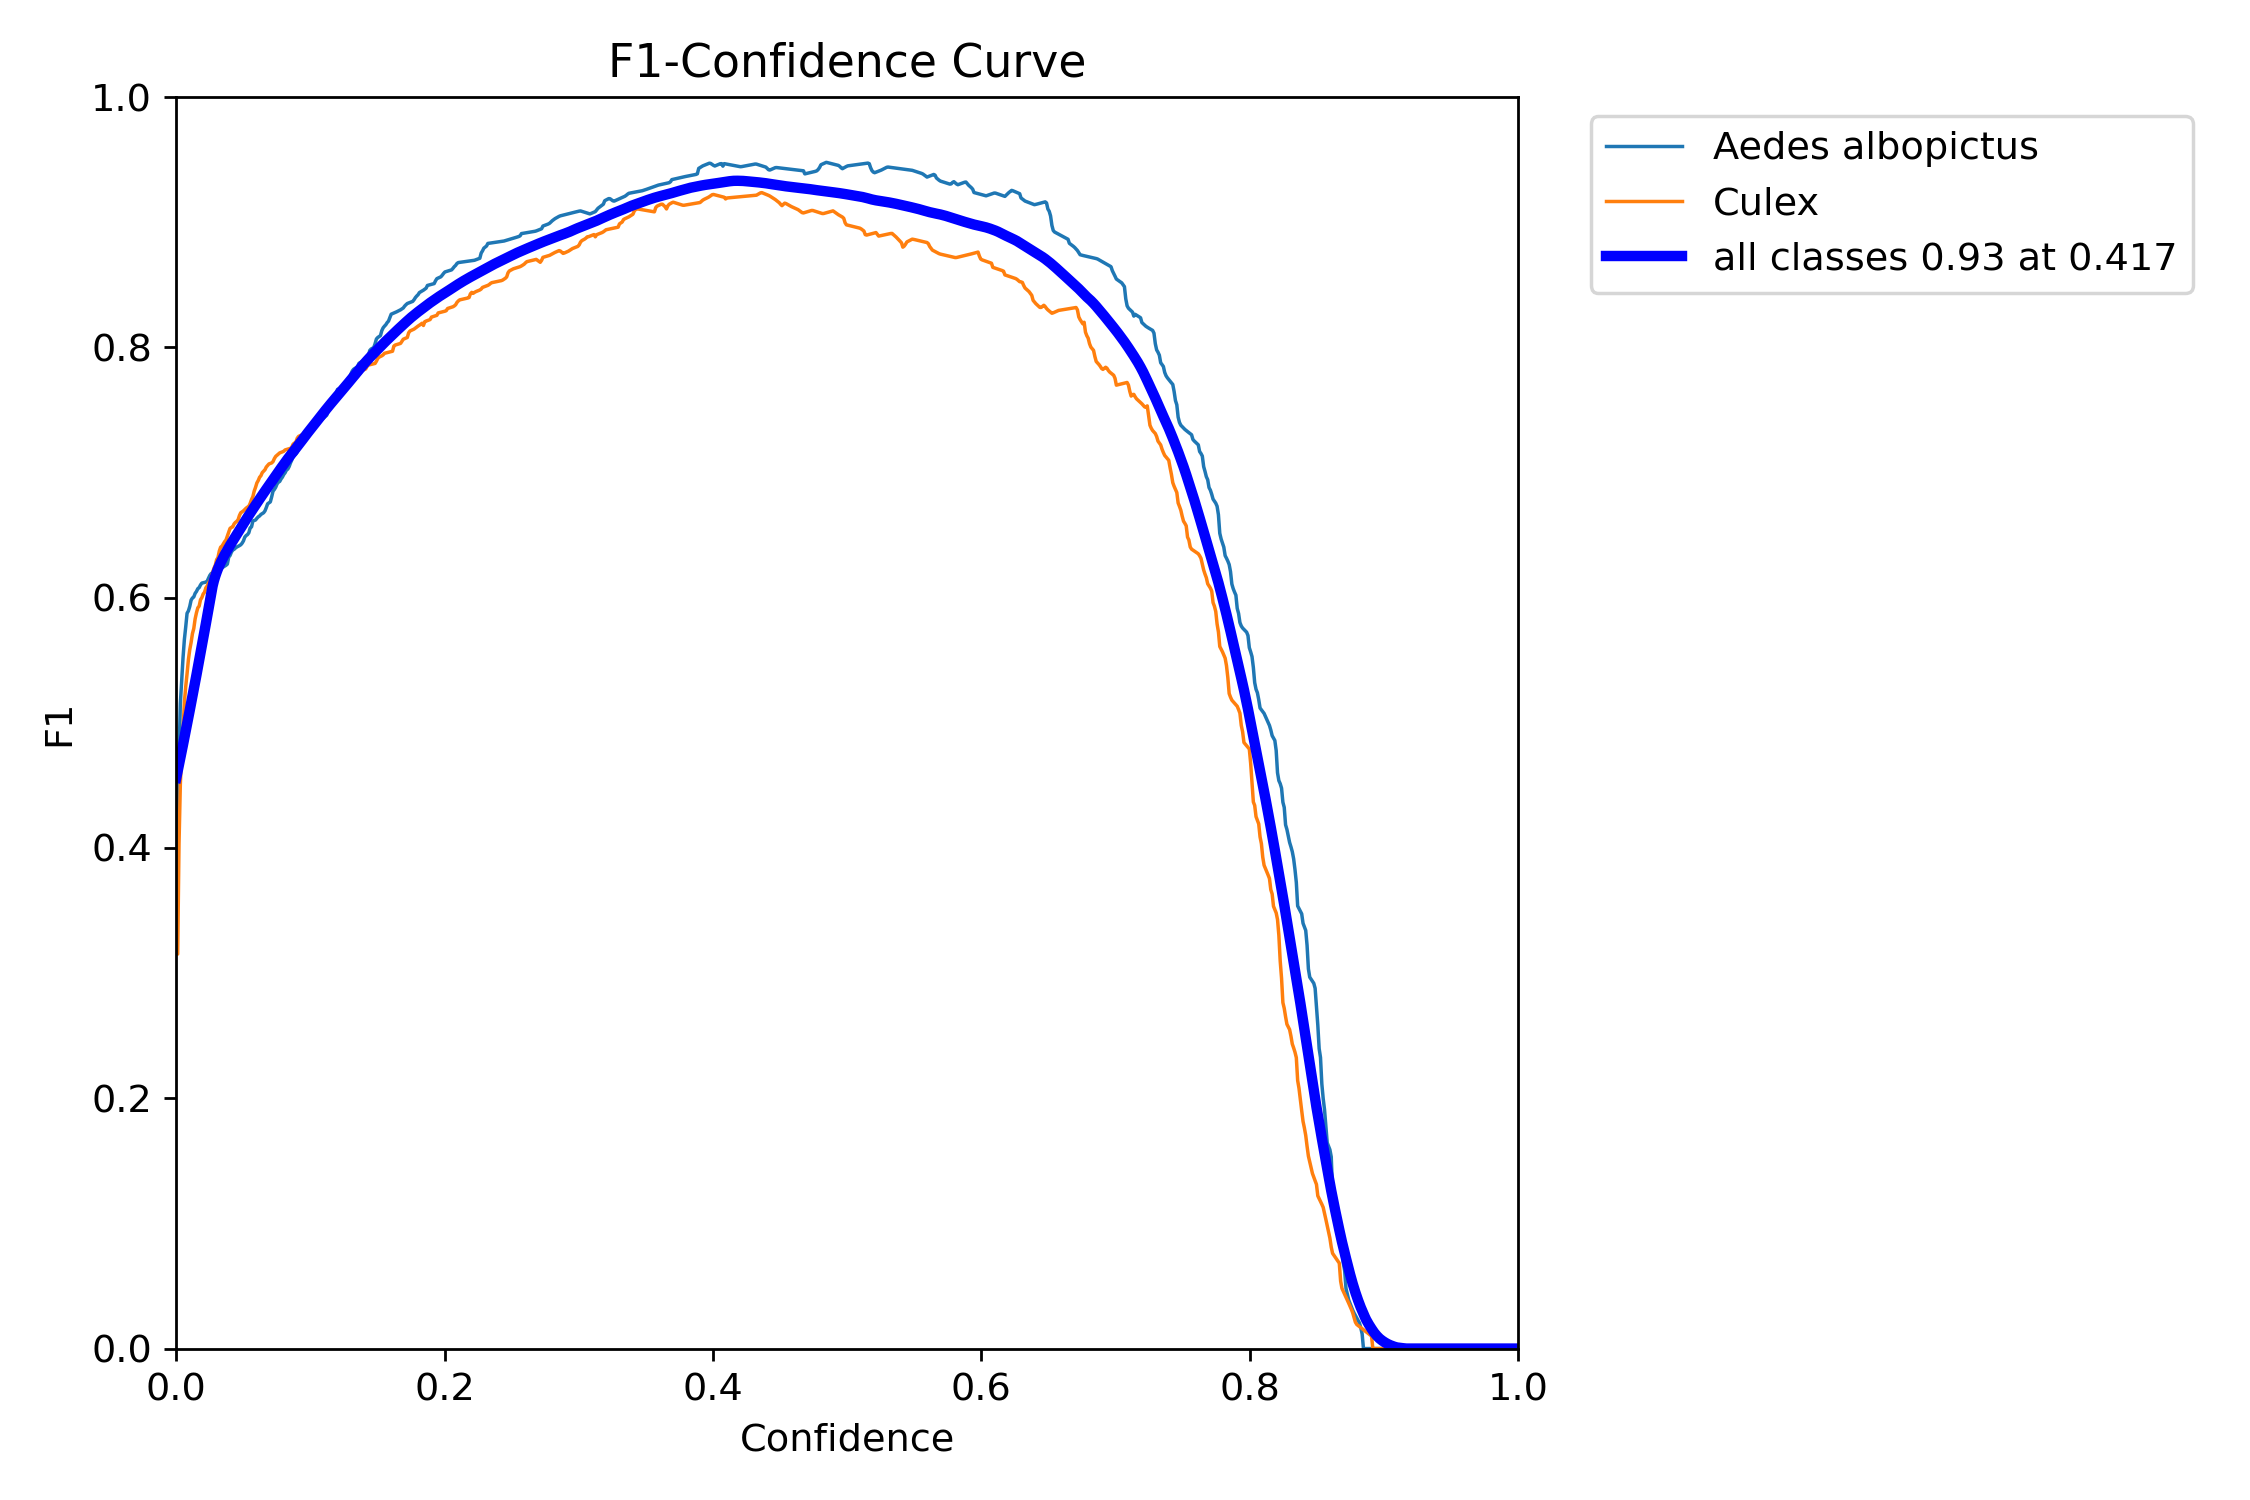 F1-Confidence Curve
1.0
0.8
0.6
0.4
0.2
0.0
F1
0.0 0.2 0.4 0.6 0.8 1.0
Confidence
Aedes albopictus
Culex
all classes 0.93 at 0.417